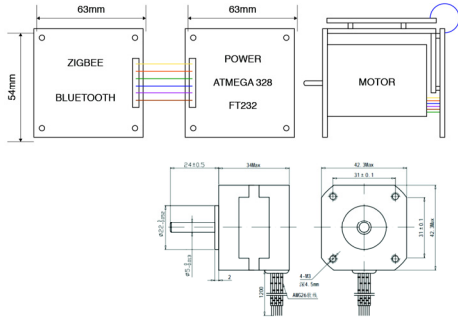 63mm
63mm
54mm
ZIGBEE
BLUETOOTH
POWER
ATMEGA 328
FT232
MOTOR
24±0.5
34Max
42.3Max
31±0.1
31±0.1
42.3Max
4-M3
2